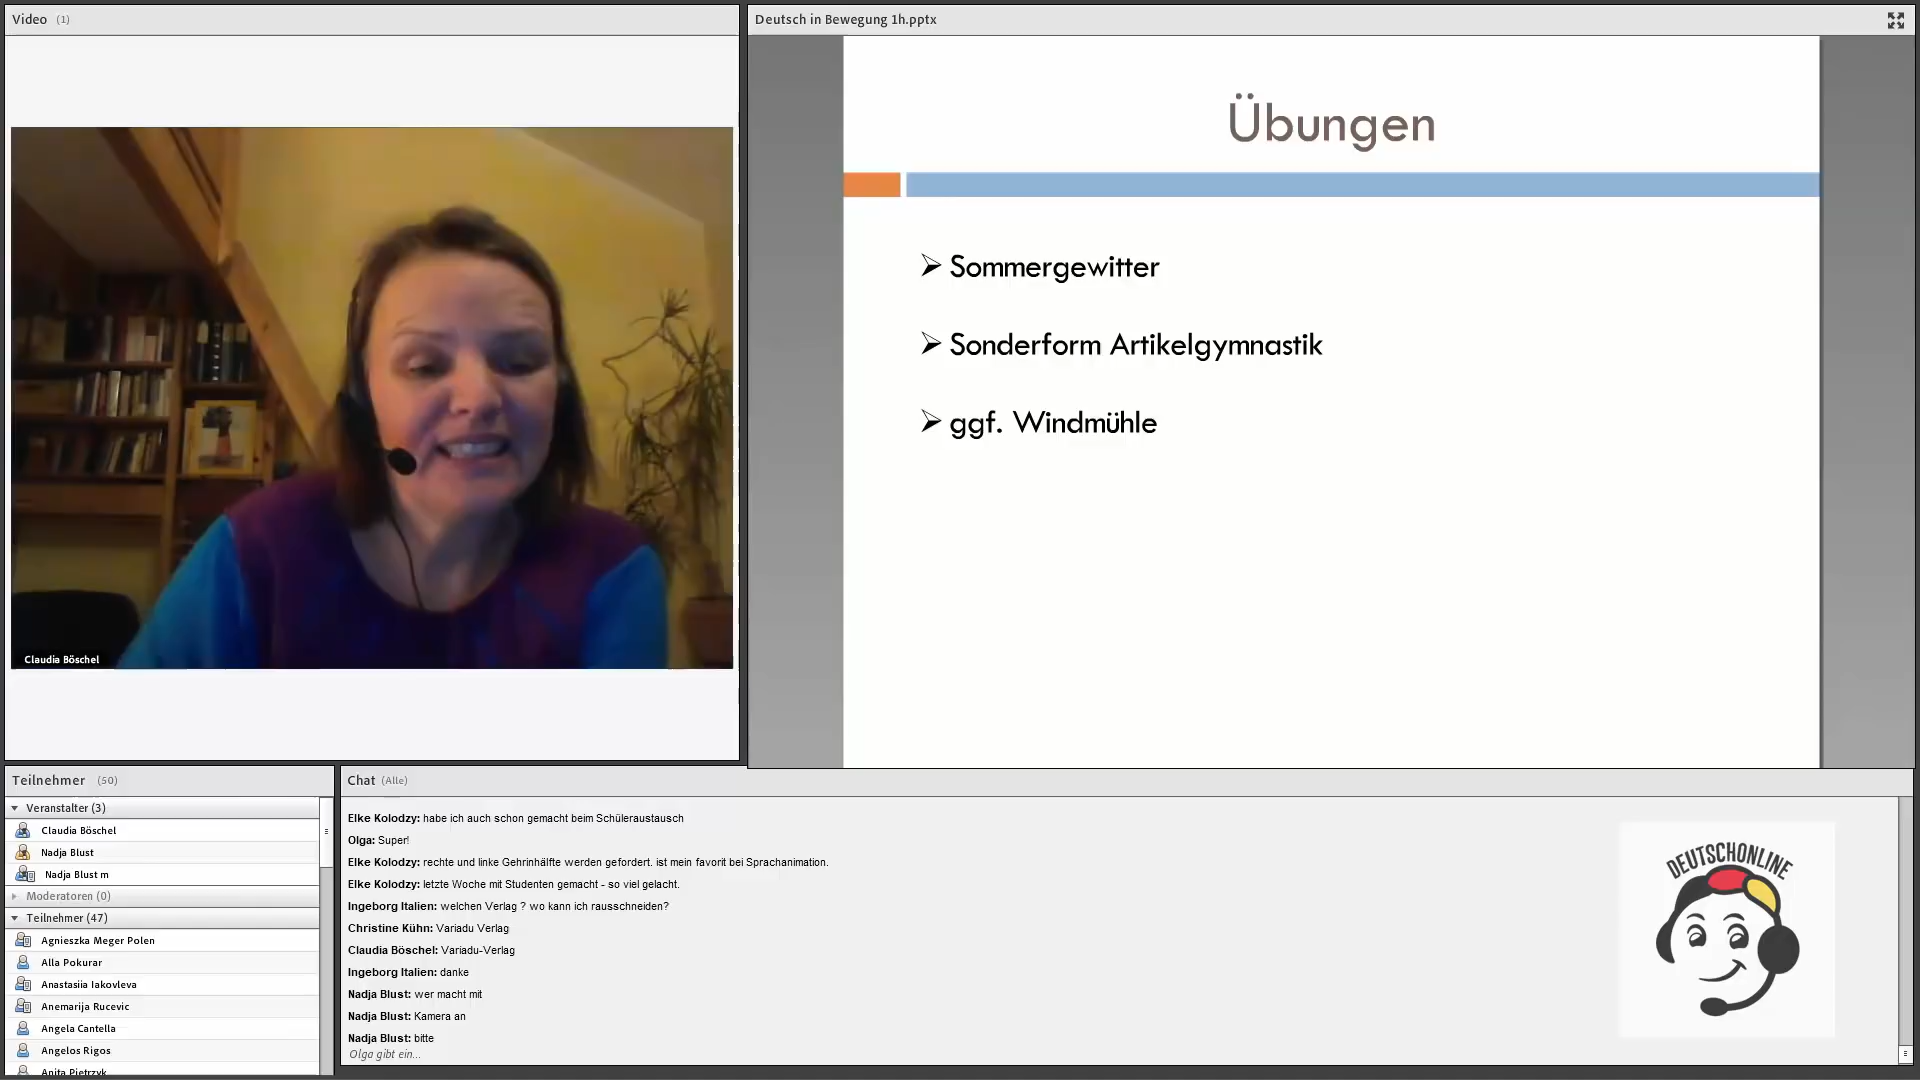 Video (1)
Claudia Böschel
Deutsch in Bewegung 1h.pptx
Übungen
Sommergewitter
Sonderform Artikelgymnastik
ggf. Windmühle
Teilnehmer (50)
Veranstalter (3)
Claudia Böschel
Nadja Blust
Nadja Blust m
Moderatoren (0)
Teilnehmer (47)
Agnieszka Meger Polen
Alla Pokurar
Anastasiia Iakovleva
Anemarija Rucevic
Angela Cantella
Angelos Rigos
Anita Pietrzyk
Chat (Alle)
Elke Kolodzy: habe ich auch schon gemacht beim Schüleraustausch
Olga: Super!
Elke Kolodzy: rechte und linke Gehrinhälfte werden gefordert. ist mein favorit bei Sprachanimation.
Elke Kolodzy: letzte Woche mit Studenten gemacht - so viel gelacht.
Ingeborg Italien: welchen Verlag ? wo kann ich rausschneiden?
Christine Kühn: Variadu Verlag
Claudia Böschel: Variadu-Verlag
Ingeborg Italien: danke
Nadja Blust: wer macht mit
Nadja Blust: Kamera an
Nadja Blust: bitte
Olga gibt ein...
DEUTSCHONLINE